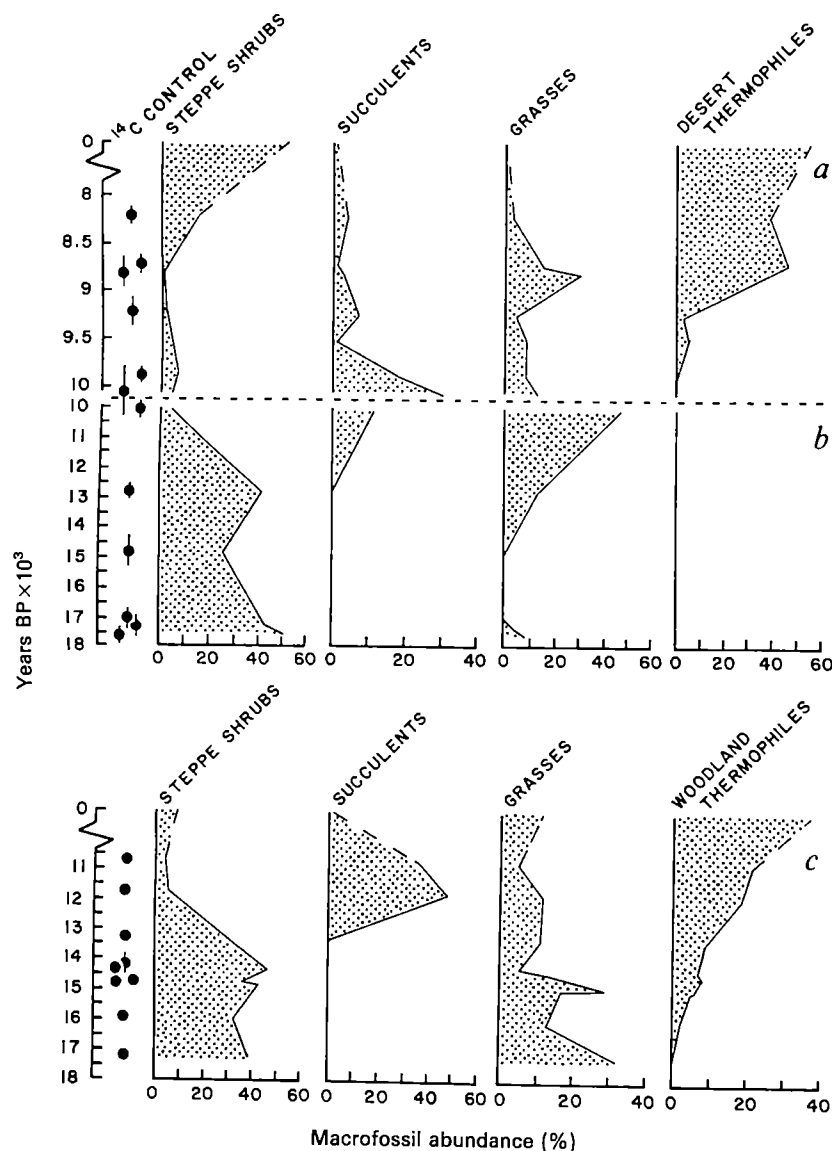 14C CONTROL
STEPPE SHRUBS
SUCCULENTS
GRASSES
DESERT
THERMOPHILES
a
0
8
8.5
9
9.5
10
10
11
12
13
15
17
18
b
0 20 40 60
0 20 40
0 20 40 60
0 20 40 60
Years BP × 10³
STEPPE SHRUBS
SUCCULENTS
GRASSES
WOODLAND
THERMOPHILES
c
0
11
12
13
14
15
16
17
18
0 20 40 60
0 20 40
0 20 40
0 20 40
Macrofossil abundance (%)